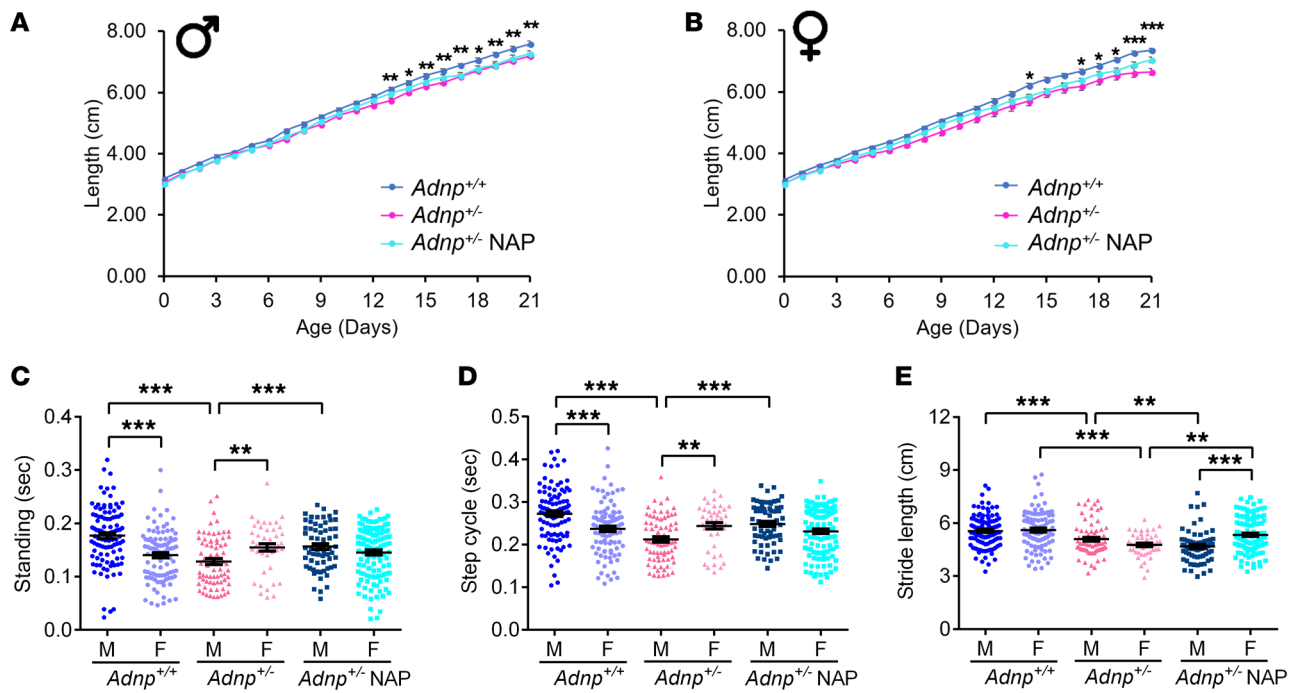 A
♂
8.00
6.00
4.00
2.00
0.00
Length (cm)
** * ** ** ** * ** ** **
Adnp+/+
Adnp+/-
Adnp+/- NAP
0 3 6 9 12 15 18 21
Age (Days)
B
♀
8.00
6.00
4.00
2.00
0.00
Length (cm)
* * * * *** ***
Adnp+/+
Adnp+/-
Adnp+/- NAP
0 3 6 9 12 15 18 21
Age (Days)
C
*** ***
*** **
0.4
0.3
0.2
0.1
0.0
Standing (sec)
M F M F M F
Adnp+/+ Adnp+/- Adnp+/- NAP
D
*** ***
*** **
0.5
0.4
0.3
0.2
0.1
0.0
Step cycle (sec)
M F M F M F
Adnp+/+ Adnp+/- Adnp+/- NAP
E
*** **
*** **
***
12
9
6
3
0
Stride length (cm)
M F M F M F
Adnp+/+ Adnp+/- Adnp+/- NAP